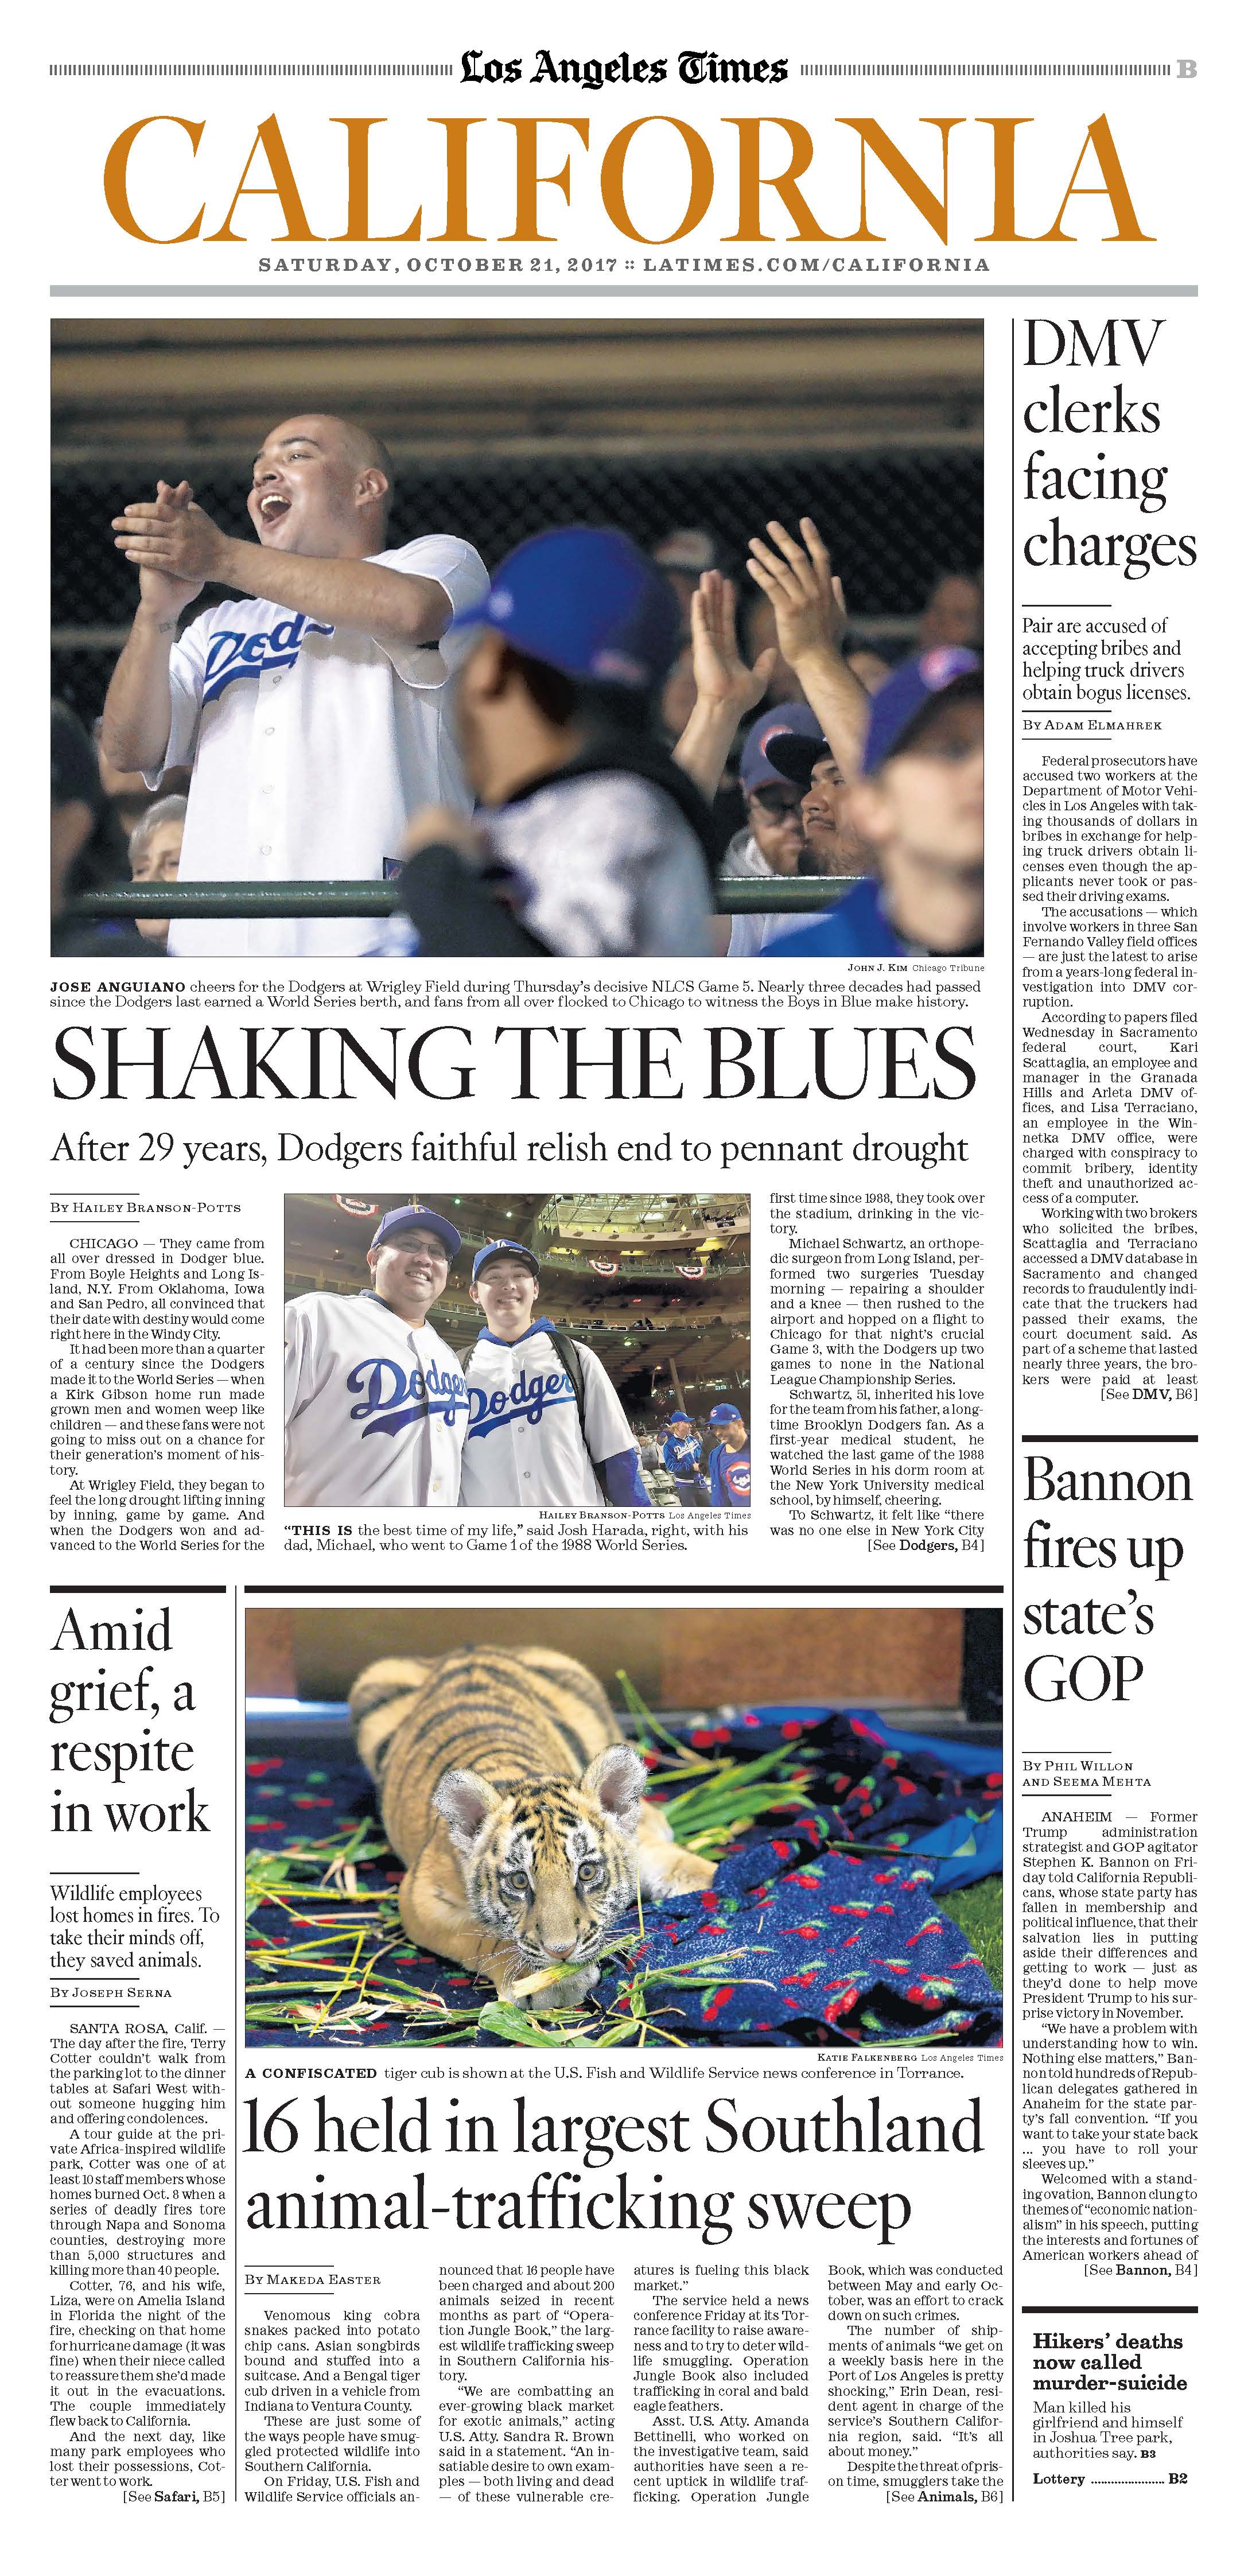 Los Angeles Times
B
CALIFORNIA
SATURDAY, OCTOBER 21, 2017 :: LATIMES.COM/CALIFORNIA
Dod
JOHN J. KIM Chicago Tribune
JOSE ANGUIANO cheers for the Dodgers at Wrigley Field during Thursday’s decisive NLCS Game 5. Nearly three decades had passed
since the Dodgers last earned a World Series berth, and fans from all over flocked to Chicago to witness the Boys in Blue make history.
SHAKING THE BLUES
After 29 years, Dodgers faithful relish end to pennant drought
BY HAILEY BRANSON-POTTS
CHICAGO — They came from
all over dressed in Dodger blue.
From Boyle Heights and Long Is-
land, N.Y. From Oklahoma, Iowa
and San Pedro, all convinced that
their date with destiny would come
right here in the Windy City.
It had been more than a quarter
of a century since the Dodgers
made it to the World Series — when
a Kirk Gibson home run made
grown men and women weep like
children — and these fans were not
going to miss out on a chance for
their generation’s moment of his-
tory.
At Wrigley Field, they began to
feel the long drought lifting inning
by inning, game by game. And
when the Dodgers won and ad-
vanced to the World Series for the
Dodgers
Dodgers
HAILEY BRANSON-POTTS Los Angeles Times
“THIS IS the best time of my life,” said Josh Harada, right, with his
dad, Michael, who went to Game 1 of the 1988 World Series.
first time since 1988, they took over
the stadium, drinking in the vic-
tory.
Michael Schwartz, an orthope-
dic surgeon from Long Island, per-
formed two surgeries Tuesday
morning — repairing a shoulder
and a knee — then rushed to the
airport and hopped on a flight to
Chicago for that night’s crucial
Game 3, with the Dodgers up two
games to none in the National
League Championship Series.
Schwartz, 51, inherited his love
for the team from his father, a long-
time Brooklyn Dodgers fan. As a
first-year medical student, he
watched the last game of the 1988
World Series in his dorm room at
the New York University medical
school, by himself, cheering.
To Schwartz, it felt like “there
was no one else in New York City
[See Dodgers, B4]
DMV
clerks
facing
charges
Pair are accused of
accepting bribes and
helping truck drivers
obtain bogus licenses.
BY ADAM ELMAHREK
Federal prosecutors have
accused two workers at the
Department of Motor Vehi-
cles in Los Angeles with tak-
ing thousands of dollars in
bribes in exchange for help-
ing truck drivers obtain li-
censes even though the ap-
plicants never took or pas-
sed their driving exams.
The accusations — which
involve workers in three San
Fernando Valley field offices
— are just the latest to arise
from a years-long federal in-
vestigation into DMV cor-
ruption.
According to papers filed
Wednesday in Sacramento
federal court, Kari
Scattaglia, an employee and
manager in the Granada
Hills and Arleta DMV of-
fices, and Lisa Terraciano,
an employee in the Win-
netka DMV office, were
charged with conspiracy to
commit bribery, identity
theft and unauthorized ac-
cess of a computer.
Working with two brokers
who solicited the bribes,
Scattaglia and Terraciano
accessed a DMV database in
Sacramento and changed
records to fraudulently indi-
cate that the truckers had
passed their exams, the
court document said. As
part of a scheme that lasted
nearly three years, the bro-
kers were paid at least
[See DMV, B6]
Bannon
fires up
state’s
GOP
BY PHIL WILLON
AND SEEMA MEHTA
ANAHEIM — Former
Trump administration
strategist and GOP agitator
Stephen K. Bannon on Fri-
day told California Republi-
cans, whose state party has
fallen in membership and
political influence, that their
salvation lies in putting
aside their differences and
getting to work — just as
they’d done to help move
President Trump to his sur-
prise victory in November.
“We have a problem with
understanding how to win.
Nothing else matters,” Ban-
non told hundreds of Repub-
lican delegates gathered in
Anaheim for the state par-
ty’s fall convention. “If you
want to take your state back
... you have to roll your
sleeves up.”
Welcomed with a stand-
ing ovation, Bannon clung to
themes of “economic nation-
alism” in his speech, putting
the interests and fortunes of
American workers ahead of
[See Bannon, B4]
Hikers’ deaths
now called
murder-suicide
Man killed his
girlfriend and himself
in Joshua Tree park,
authorities say. B3
Lottery ...................... B2
Amid
grief, a
respite
in work
Wildlife employees
lost homes in fires. To
take their minds off,
they saved animals.
BY JOSEPH SERNA
SANTA ROSA, Calif. —
The day after the fire, Terry
Cotter couldn’t walk from
the parking lot to the dinner
tables at Safari West with-
out someone hugging him
and offering condolences.
A tour guide at the pri-
vate Africa-inspired wildlife
park, Cotter was one of at
least 10 staff members whose
homes burned Oct. 8 when a
series of deadly fires tore
through Napa and Sonoma
counties, destroying more
than 5,000 structures and
killing more than 40 people.
Cotter, 76, and his wife,
Liza, were on Amelia Island
in Florida the night of the
fire, checking on that home
for hurricane damage (it was
fine) when their niece called
to reassure them she’d made
it out in the evacuations.
The couple immediately
flew back to California.
And the next day, like
many park employees who
lost their possessions, Cot-
ter went to work.
[See Safari, B5]
KATIE FALKENBERG Los Angeles Times
A CONFISCATED tiger cub is shown at the U.S. Fish and Wildlife Service news conference in Torrance.
16 held in largest Southland
animal-trafficking sweep
BY MAKEDA EASTER
Venomous king cobra
snakes packed into potato
chip cans. Asian songbirds
bound and stuffed into a
suitcase. And a Bengal tiger
cub driven in a vehicle from
Indiana to Ventura County.
These are just some of
the ways people have smug-
gled protected wildlife into
Southern California.
On Friday, U.S. Fish and
Wildlife Service officials an-
nounced that 16 people have
been charged and about 200
animals seized in recent
months as part of “Opera-
tion Jungle Book,” the larg-
est wildlife trafficking sweep
in Southern California his-
tory.
“We are combatting an
ever-growing black market
for exotic animals,” acting
U.S. Atty. Sandra R. Brown
said in a statement. “An in-
satiable desire to own exam-
ples — both living and dead
— of these vulnerable cre-
atures is fueling this black
market.”
The service held a news
conference Friday at its Tor-
rance facility to raise aware-
ness and to try to deter wild-
life smuggling. Operation
Jungle Book also included
trafficking in coral and bald
eagle feathers.
Asst. U.S. Atty. Amanda
Bettinelli, who worked on
the investigative team, said
authorities have seen a re-
cent uptick in wildlife traf-
ficking. Operation Jungle
Book, which was conducted
between May and early Oc-
tober, was an effort to crack
down on such crimes.
The number of ship-
ments of animals “we get on
a weekly basis here in the
Port of Los Angeles is pretty
shocking,” Erin Dean, resi-
dent agent in charge of the
service’s Southern Califor-
nia region, said. “It’s all
about money.”
Despite the threat of pris-
on time, smugglers take the
[See Animals, B6]